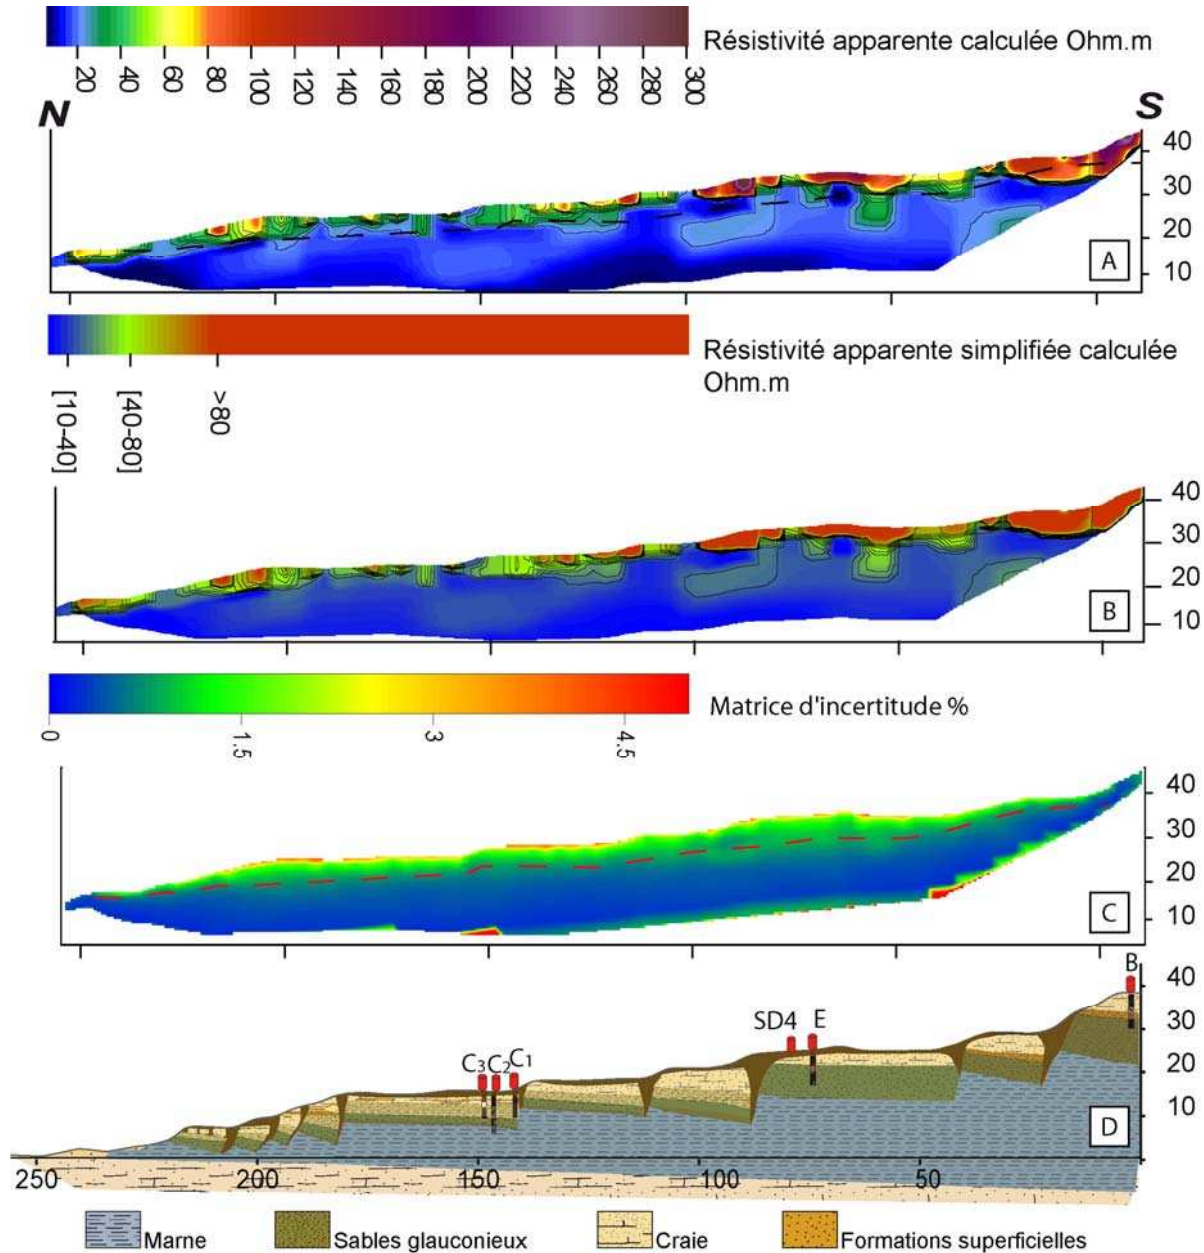 Résistivité apparente calculée Ohm.m
20 40 60 80 100 120 140 160 180 200 220 240 260 280 300
N S
40
30
20
10
A
Résistivité apparente simplifiée calculée
Ohm.m
[10-40] [40-80] >80
40
30
20
10
B
Matrice d'incertitude %
0 1.5 3 4.5
40
30
20
10
C
B
SD4 E
C3 C2 C1
40
30
20
10
D
250 200 150 100 50
Marne Sables glauconieux Craie Formations superficielles